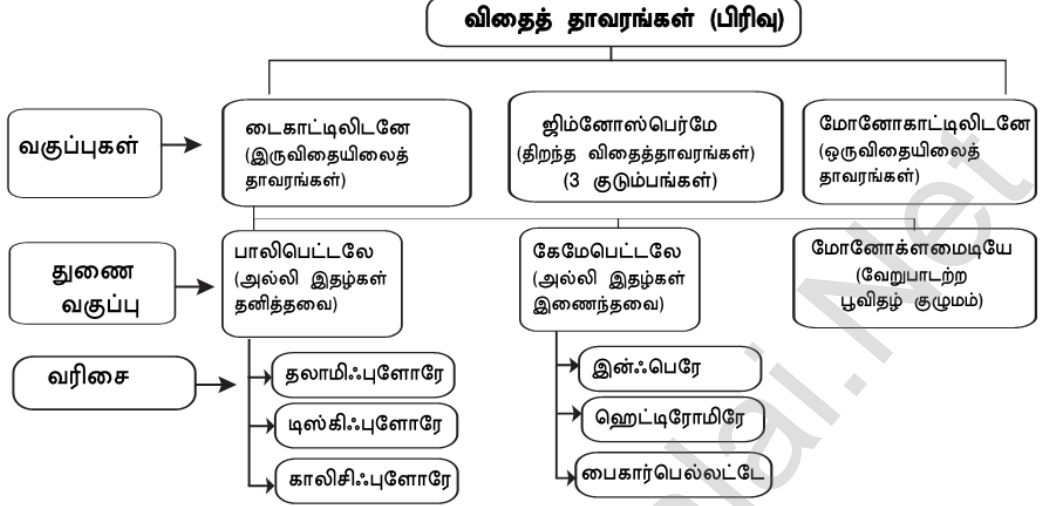 விதைத் தாவரங்கள் (பிரிவு)
வகுப்புகள்
டைகாட்டிலிடனே
(இருவிதையிலைத்
தாவரங்கள்)
ஜிம்னோஸ்பெர்மே
(திறந்த விதைத்தாவரங்கள்)
(3 குடும்பங்கள்)
மோனோகாட்டிலிடனே
(ஒருவிதையிலைத்
தாவரங்கள்)
துணை
வகுப்பு
பாலிபெட்டலே
(அல்லி இதழ்கள்
தனித்தவை)
கேமேபெட்டலே
(அல்லி இதழ்கள்
இணைந்தவை)
மோனோக்ளமைடியே
(வேறுபாடற்ற
பூவிதழ் குழுமம்)
வரிசை
தலாமிஃபுளோரே
டிஸ்கிஃபுளோரே
காலிசிஃபுளோரே
இன்ஃபெரே
ஹெட்டிரோமிரே
பைகார்பெல்லட்டே